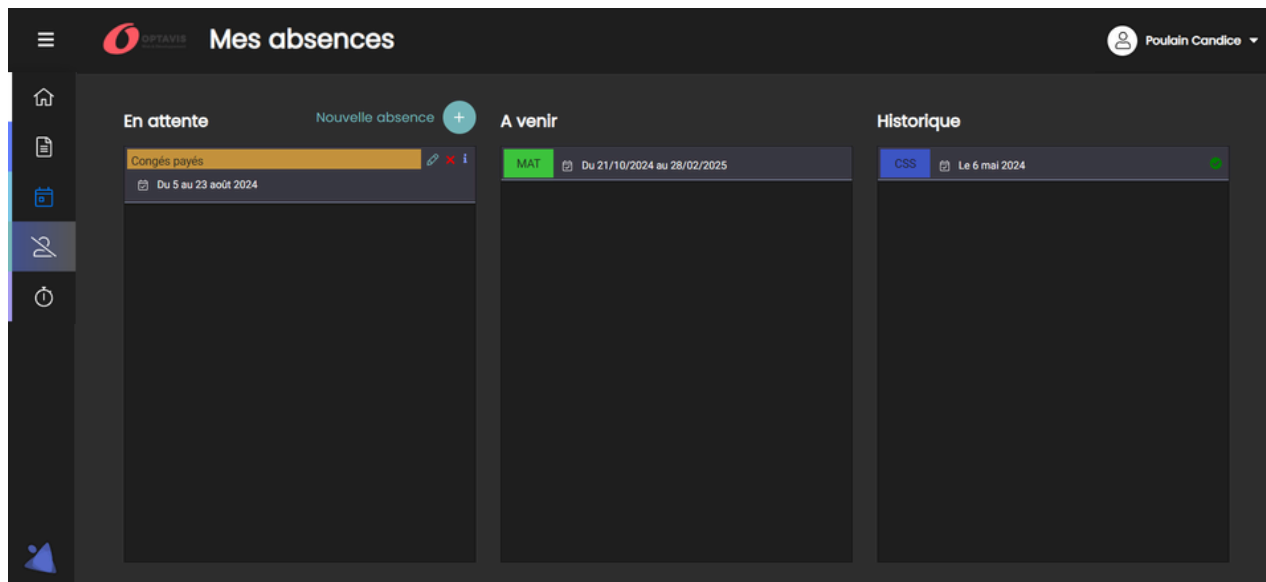 OPTAVIS
Mes absences
Poulain Candice
En attente
Nouvelle absence
A venir
Historique
Congés payés
Du 5 au 23 août 2024
MAT
Du 21/10/2024 au 28/02/2025
CSS
Le 6 mai 2024